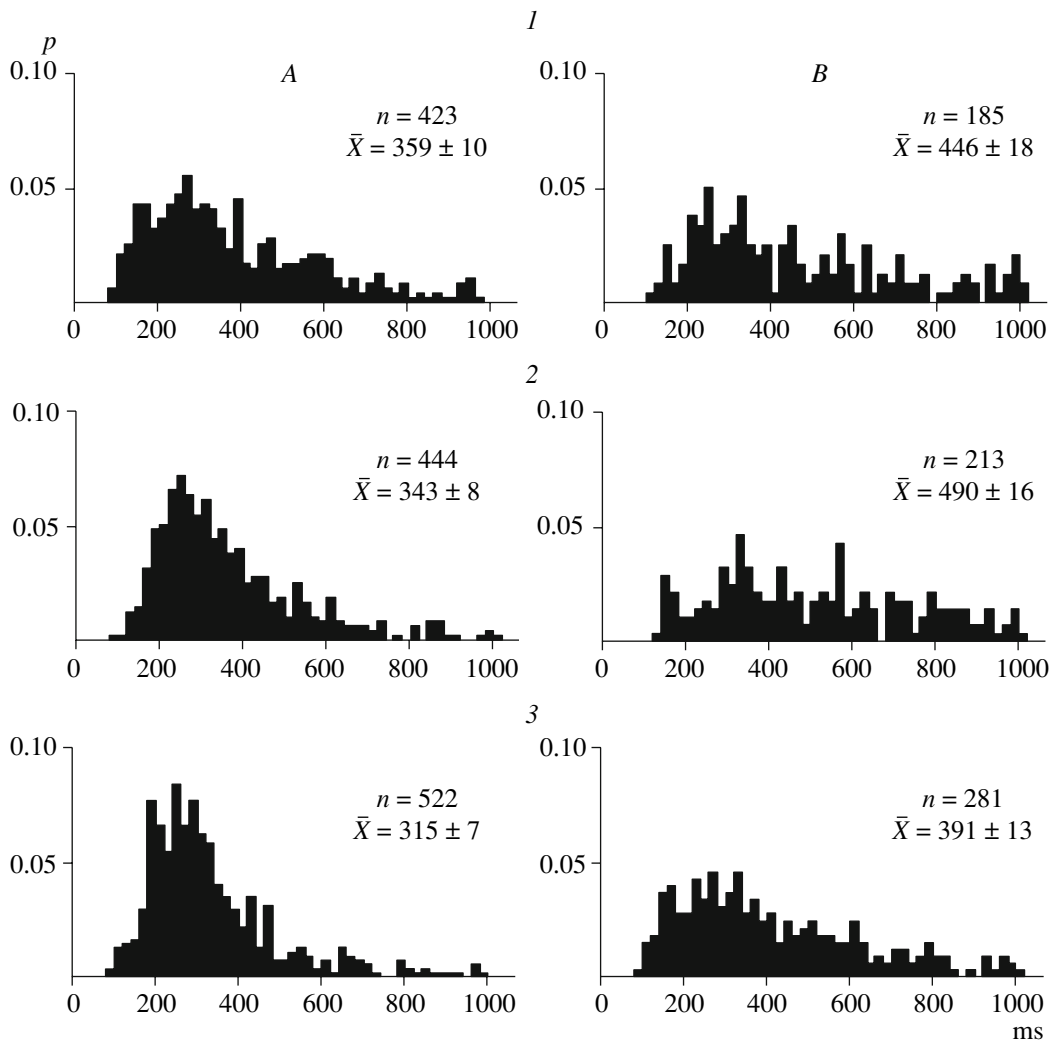 1
p
A
B
0.10
n = 423
X̄ = 359 ± 10
0.05
0 200 400 600 800 1000
0.10
n = 185
X̄ = 446 ± 18
0.05
0 200 400 600 800 1000
2
0.10
n = 444
X̄ = 343 ± 8
0.05
0 200 400 600 800 1000
0.10
n = 213
X̄ = 490 ± 16
0.05
0 200 400 600 800 1000
3
0.10
n = 522
X̄ = 315 ± 7
0.05
0 200 400 600 800 1000
0.10
n = 281
X̄ = 391 ± 13
0.05
0 200 400 600 800 1000
ms